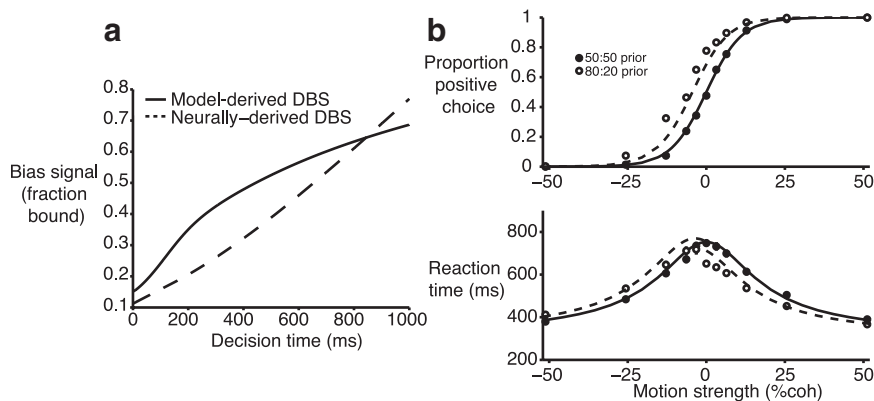 a
0.8
0.7
0.6
0.5
0.4
0.3
0.2
0.1
Bias signal
(fraction
bound)
Model-derived DBS
Neurally–derived DBS
0 200 400 600 800 1000
Decision time (ms)
b
Proportion
positive
choice
1
0.8
0.6
0.4
0.2
0
50:50 prior
80:20 prior
−50 −25 0 25 50
Reaction
time (ms)
800
600
400
200
−50 −25 0 25 50
Motion strength (%coh)